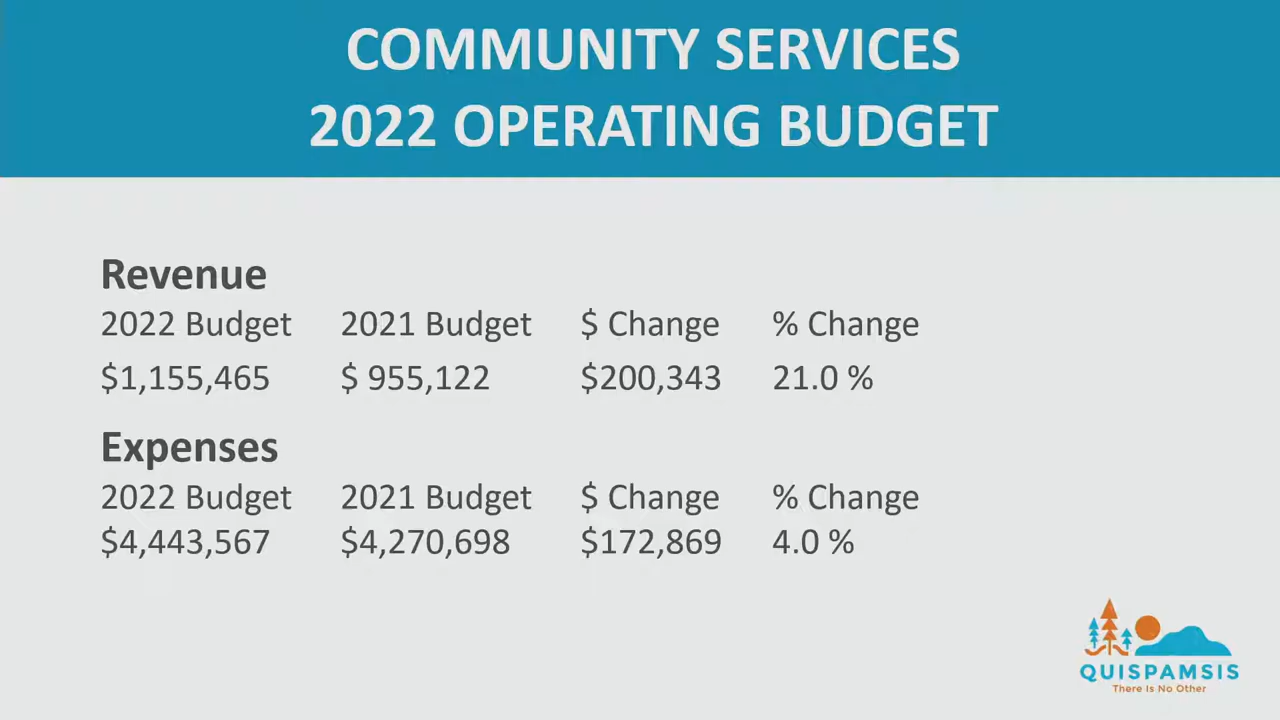 COMMUNITY SERVICES
2022 OPERATING BUDGET
Revenue
2022 Budget 2021 Budget $ Change % Change
$1,155,465 $ 955,122 $200,343 21.0 %
Expenses
2022 Budget 2021 Budget $ Change % Change
$4,443,567 $4,270,698 $172,869 4.0 %
QUISPAMSIS
There Is No Other